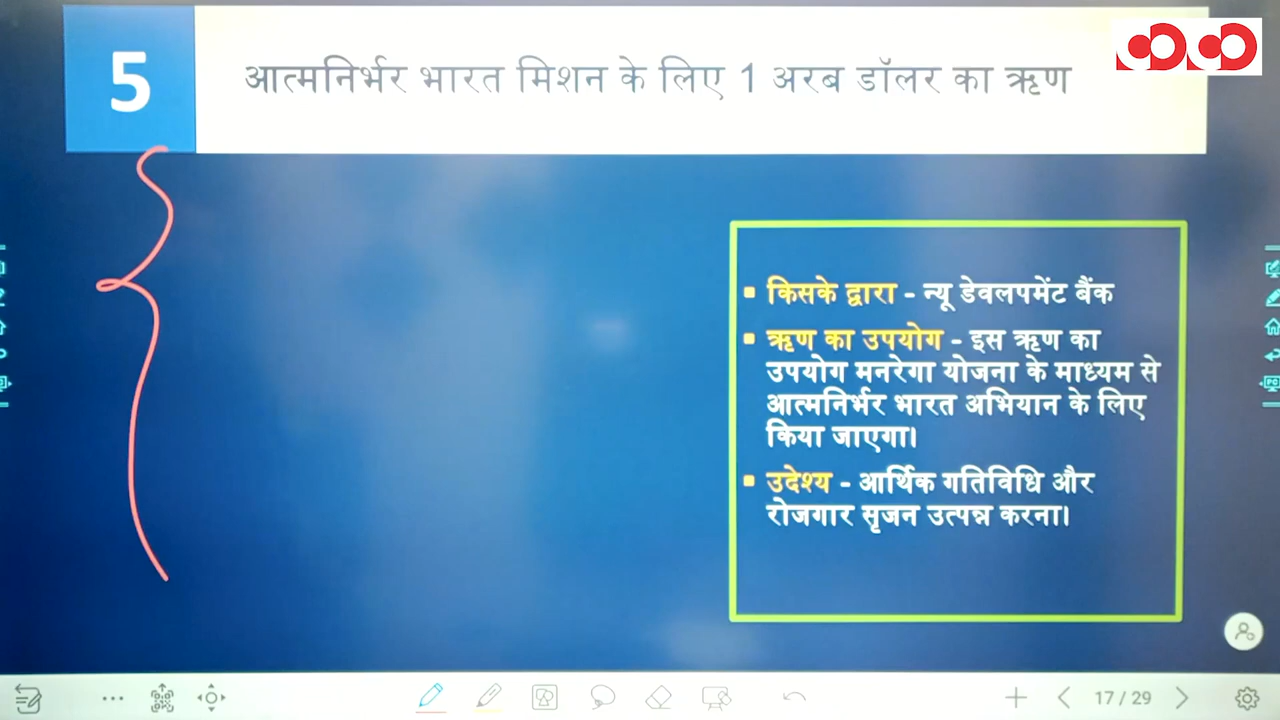 5
आत्मनिर्भर भारत मिशन के लिए 1 अरब डॉलर का ऋण
किसके द्वारा - न्यू डेवलपमेंट बैंक
ऋण का उपयोग - इस ऋण का
उपयोग मनरेगा योजना के माध्यम से
आत्मनिर्भर भारत अभियान के लिए
किया जाएगा।
उदेश्य - आर्थिक गतिविधि और
रोजगार सृजन उत्पन्न करना।
17 / 29